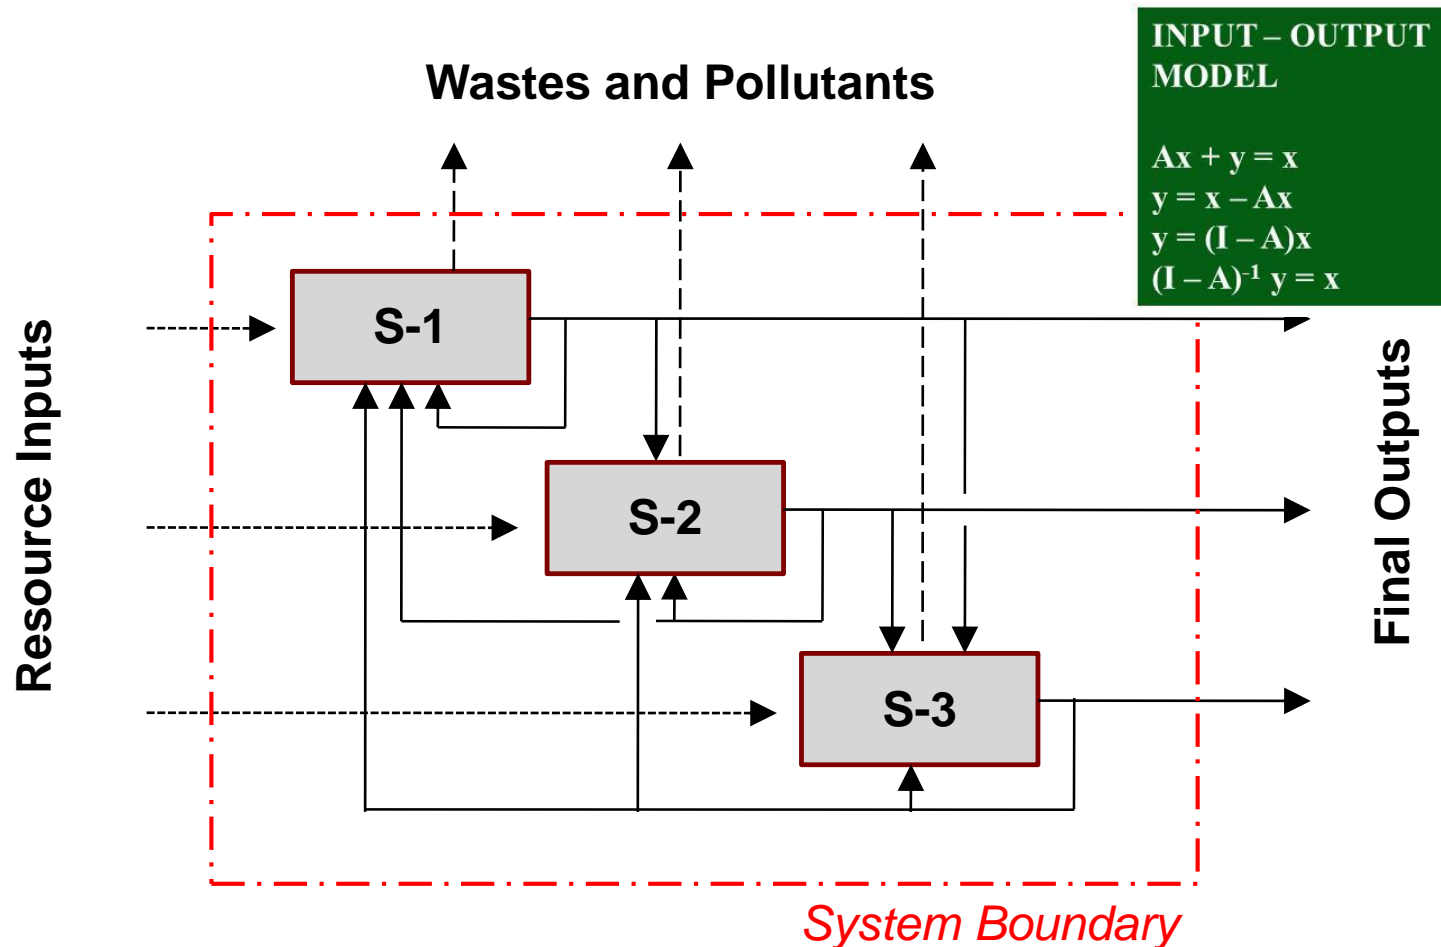 INPUT – OUTPUT
MODEL
Ax + y = x
y = x – Ax
y = (I – A)x
(I – A)⁻¹ y = x
Wastes and Pollutants
Resource Inputs
S-1
S-2
S-3
Final Outputs
System Boundary